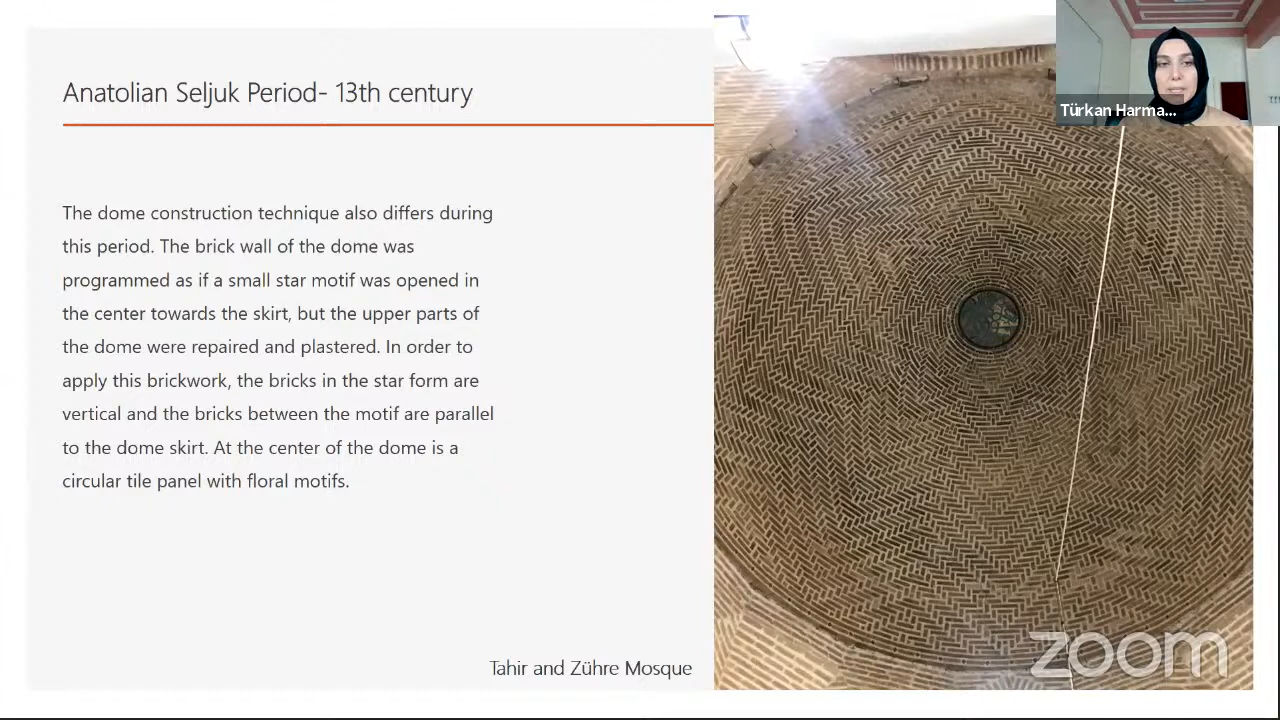 Anatolian Seljuk Period- 13th century
The dome construction technique also differs during
this period. The brick wall of the dome was
programmed as if a small star motif was opened in
the center towards the skirt, but the upper parts of
the dome were repaired and plastered. In order to
apply this brickwork, the bricks in the star form are
vertical and the bricks between the motif are parallel
to the dome skirt. At the center of the dome is a
circular tile panel with floral motifs.
Tahir and Zühre Mosque
Türkan Harma...
zoom